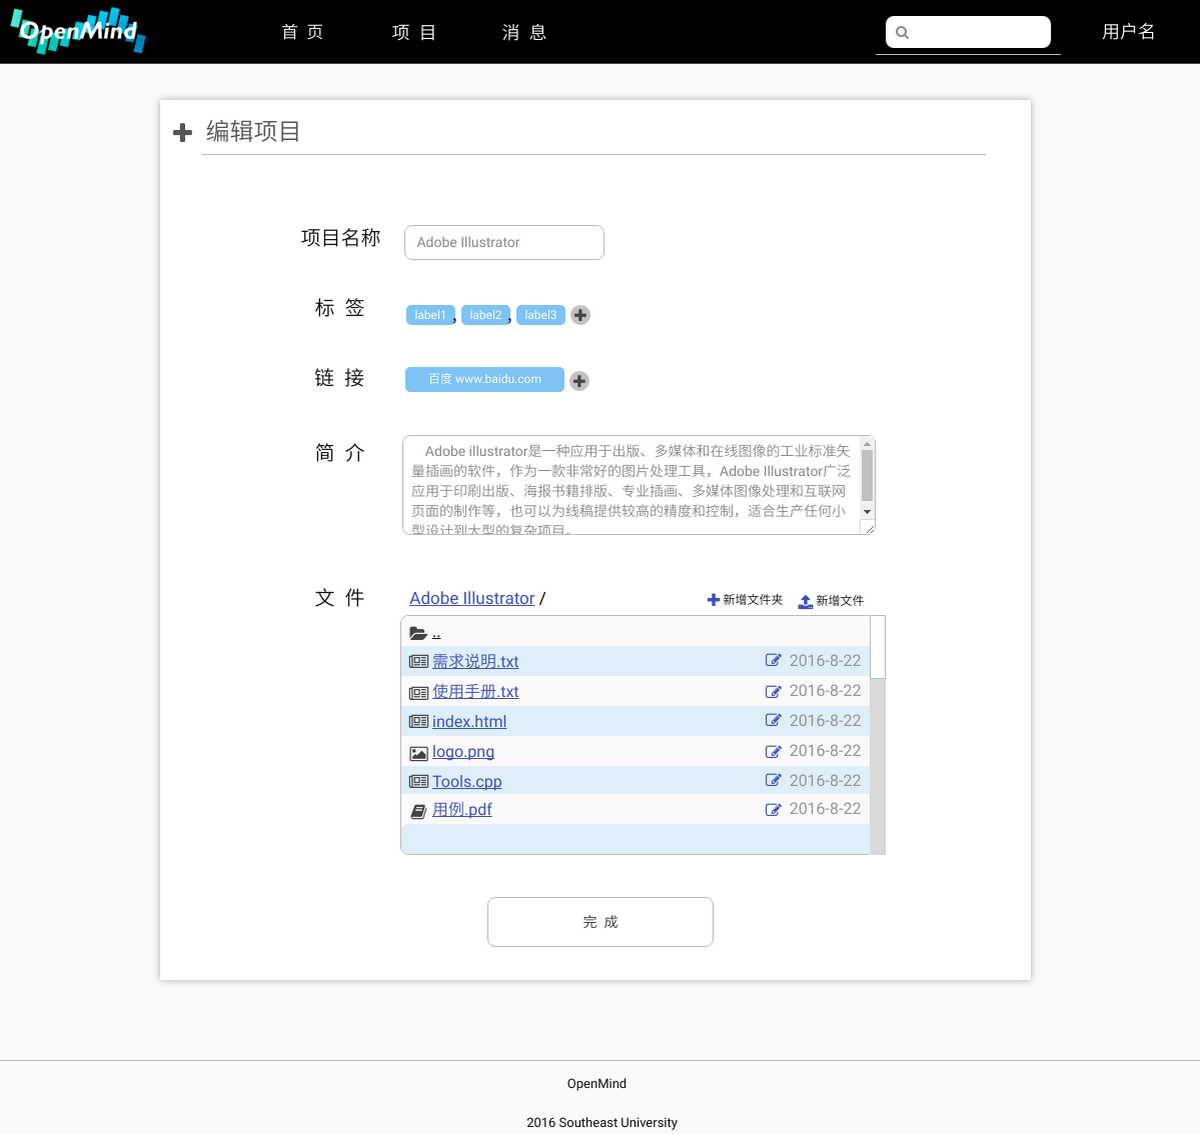 OpenMind
首 页
项 目
消 息
用户名
编辑项目
项目名称
Adobe Illustrator
标 签
label1 , label2 , label3
链 接
百度 www.baidu.com
简 介
Adobe illustrator是一种应用于出版、多媒体和在线图像的工业标准矢
量插画的软件，作为一款非常好的图片处理工具，Adobe Illustrator广泛
应用于印刷出版、海报书籍排版、专业插画、多媒体图像处理和互联网
页面的制作等，也可以为线稿提供较高的精度和控制，适合生产任何小
型设计到大型的复杂项目。
文 件
Adobe Illustrator /
新增文件夹
新增文件
..
需求说明.txt 2016-8-22
使用手册.txt 2016-8-22
index.html 2016-8-22
logo.png 2016-8-22
Tools.cpp 2016-8-22
用例.pdf 2016-8-22
完 成
OpenMind
2016 Southeast University